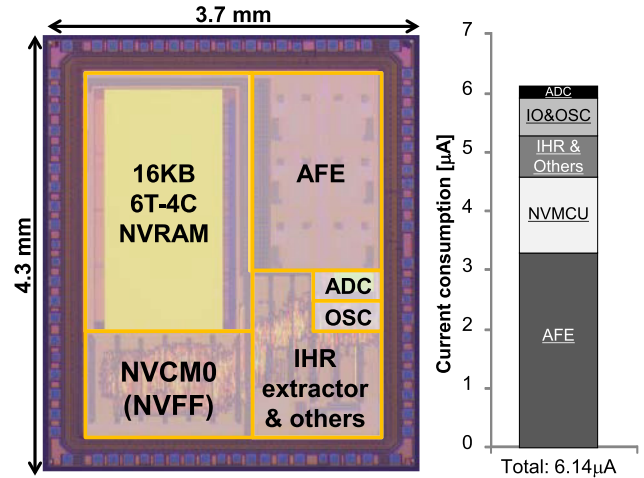 3.7 mm
4.3 mm
16KB
6T-4C
NVRAM
AFE
ADC
OSC
NVCM0
(NVFF)
IHR
extractor
& others
Current consumption [μA]
7
6
5
4
3
2
1
0
ADC
IO&OSC
IHR &
Others
NVMCU
AFE
Total: 6.14μA